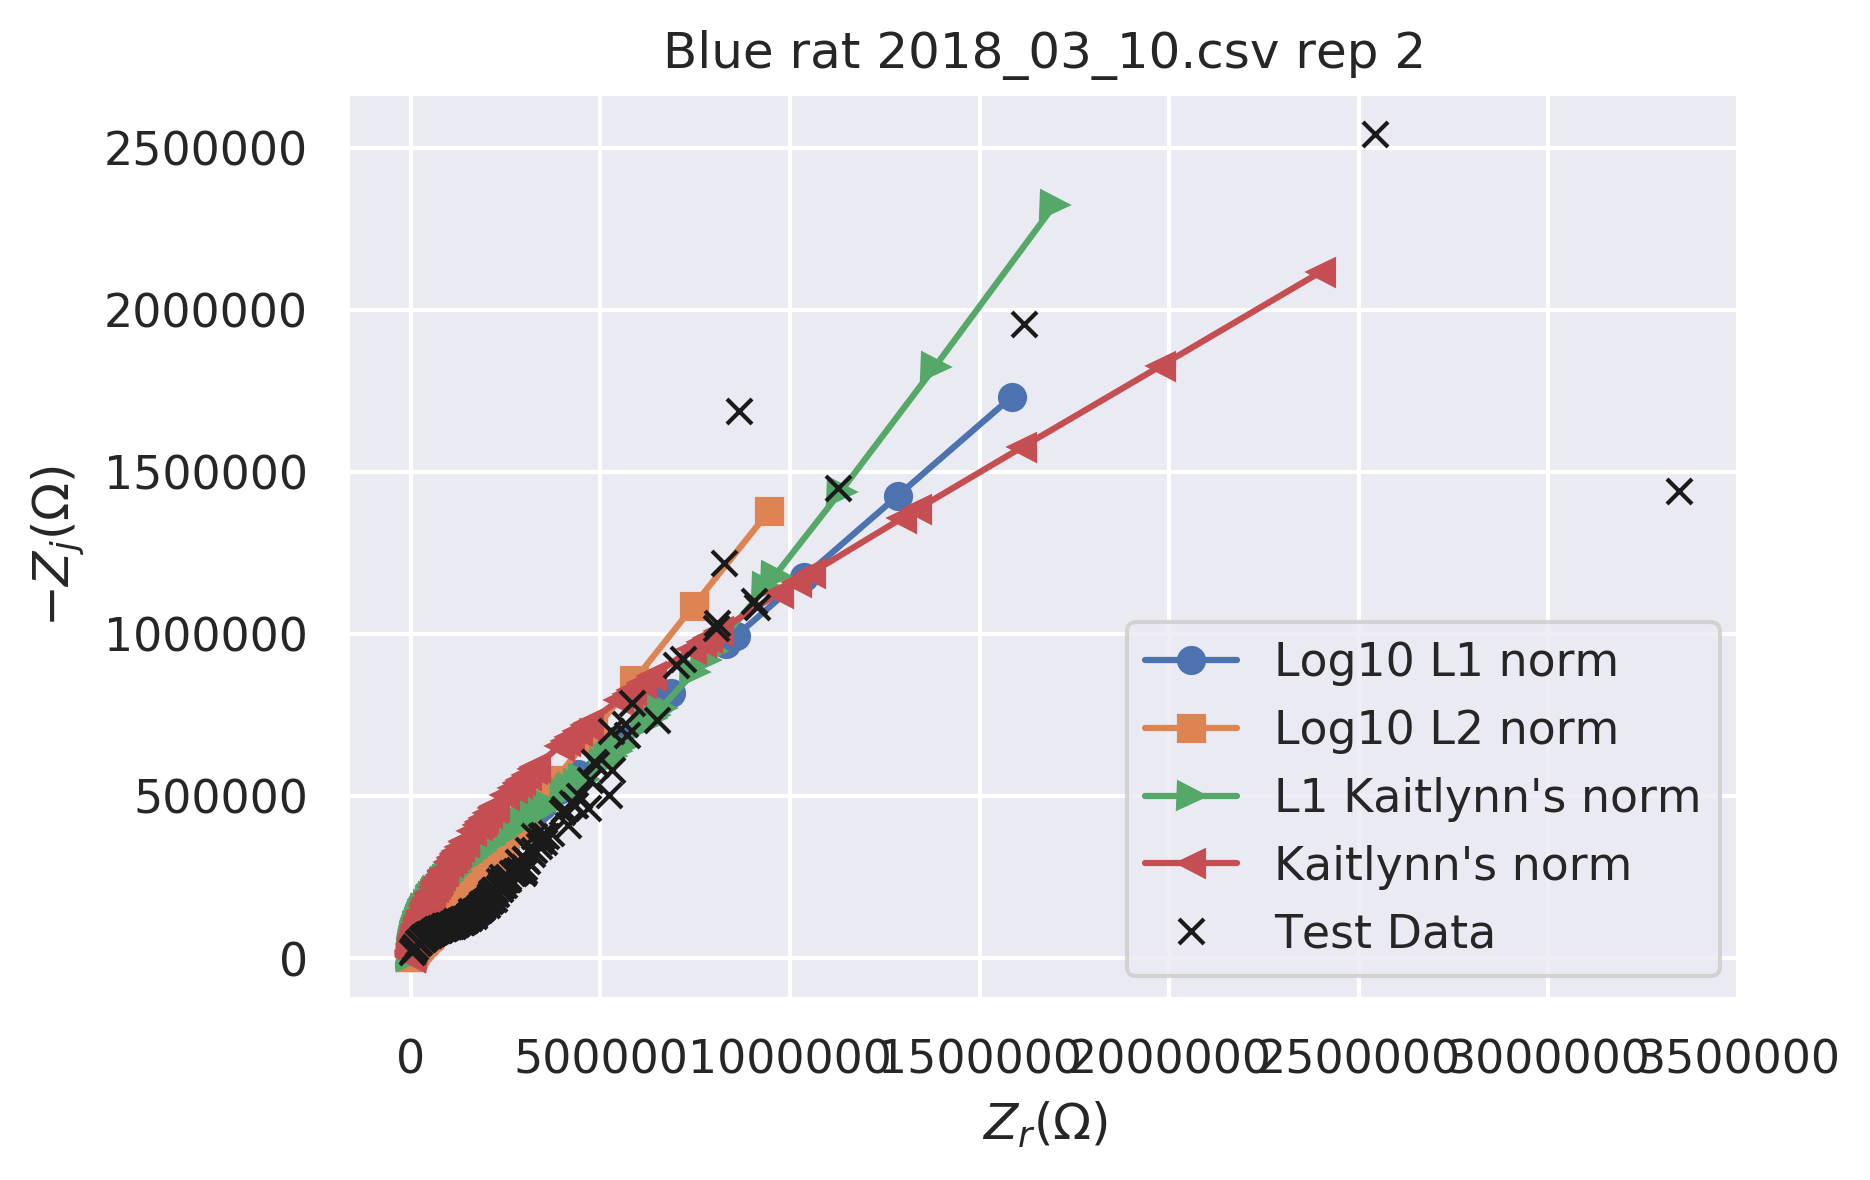 Blue rat 2018_03_10.csv rep 2
2500000
2000000
1500000
1000000
500000
0
−Z_j(Ω)
Log10 L1 norm
Log10 L2 norm
L1 Kaitlynn's norm
Kaitlynn's norm
Test Data
0 500000 1000000 1500000 2000000 2500000 3000000 3500000
Z_r(Ω)